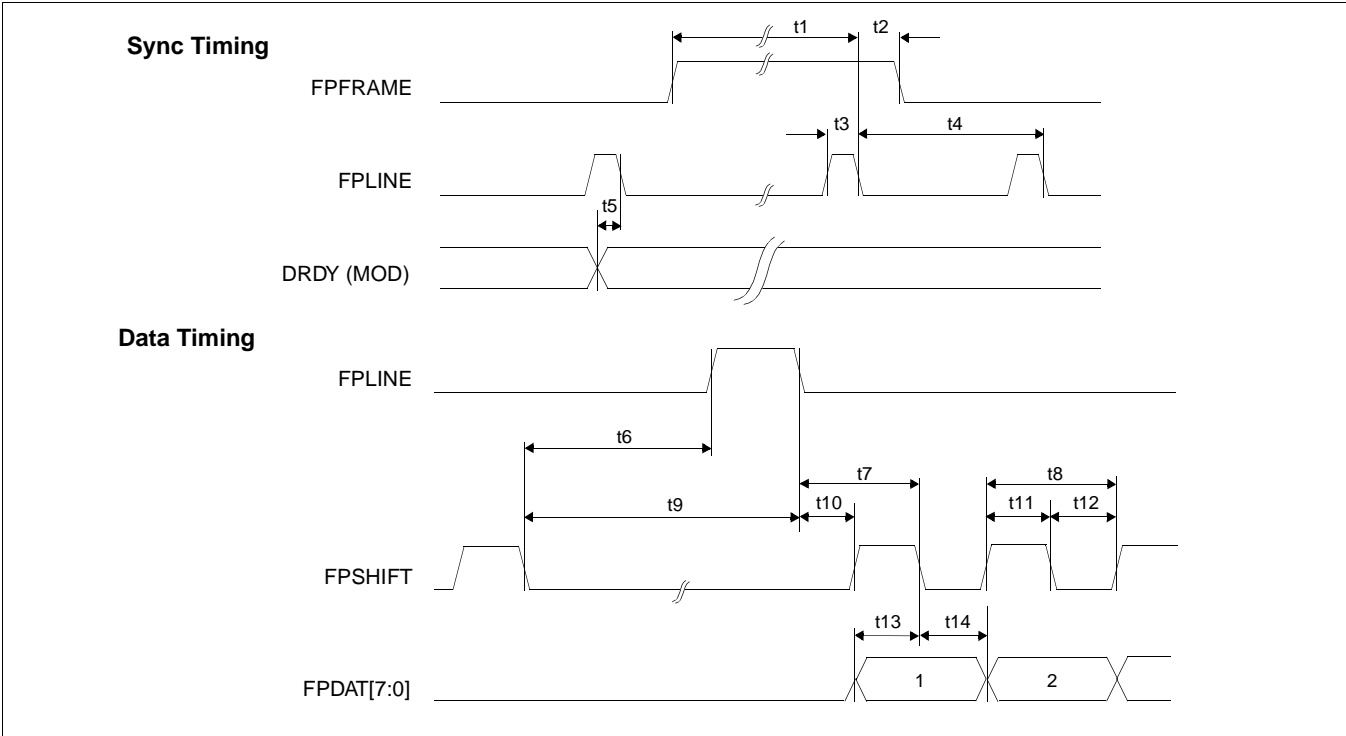 t1
t2
Sync Timing
FPFRAME
t3
t4
FPLINE
t5
DRDY (MOD)
Data Timing
FPLINE
t6
t7
t8
t9
t10
t11
t12
FPSHIFT
t13
t14
FPDAT[7:0]
1
2